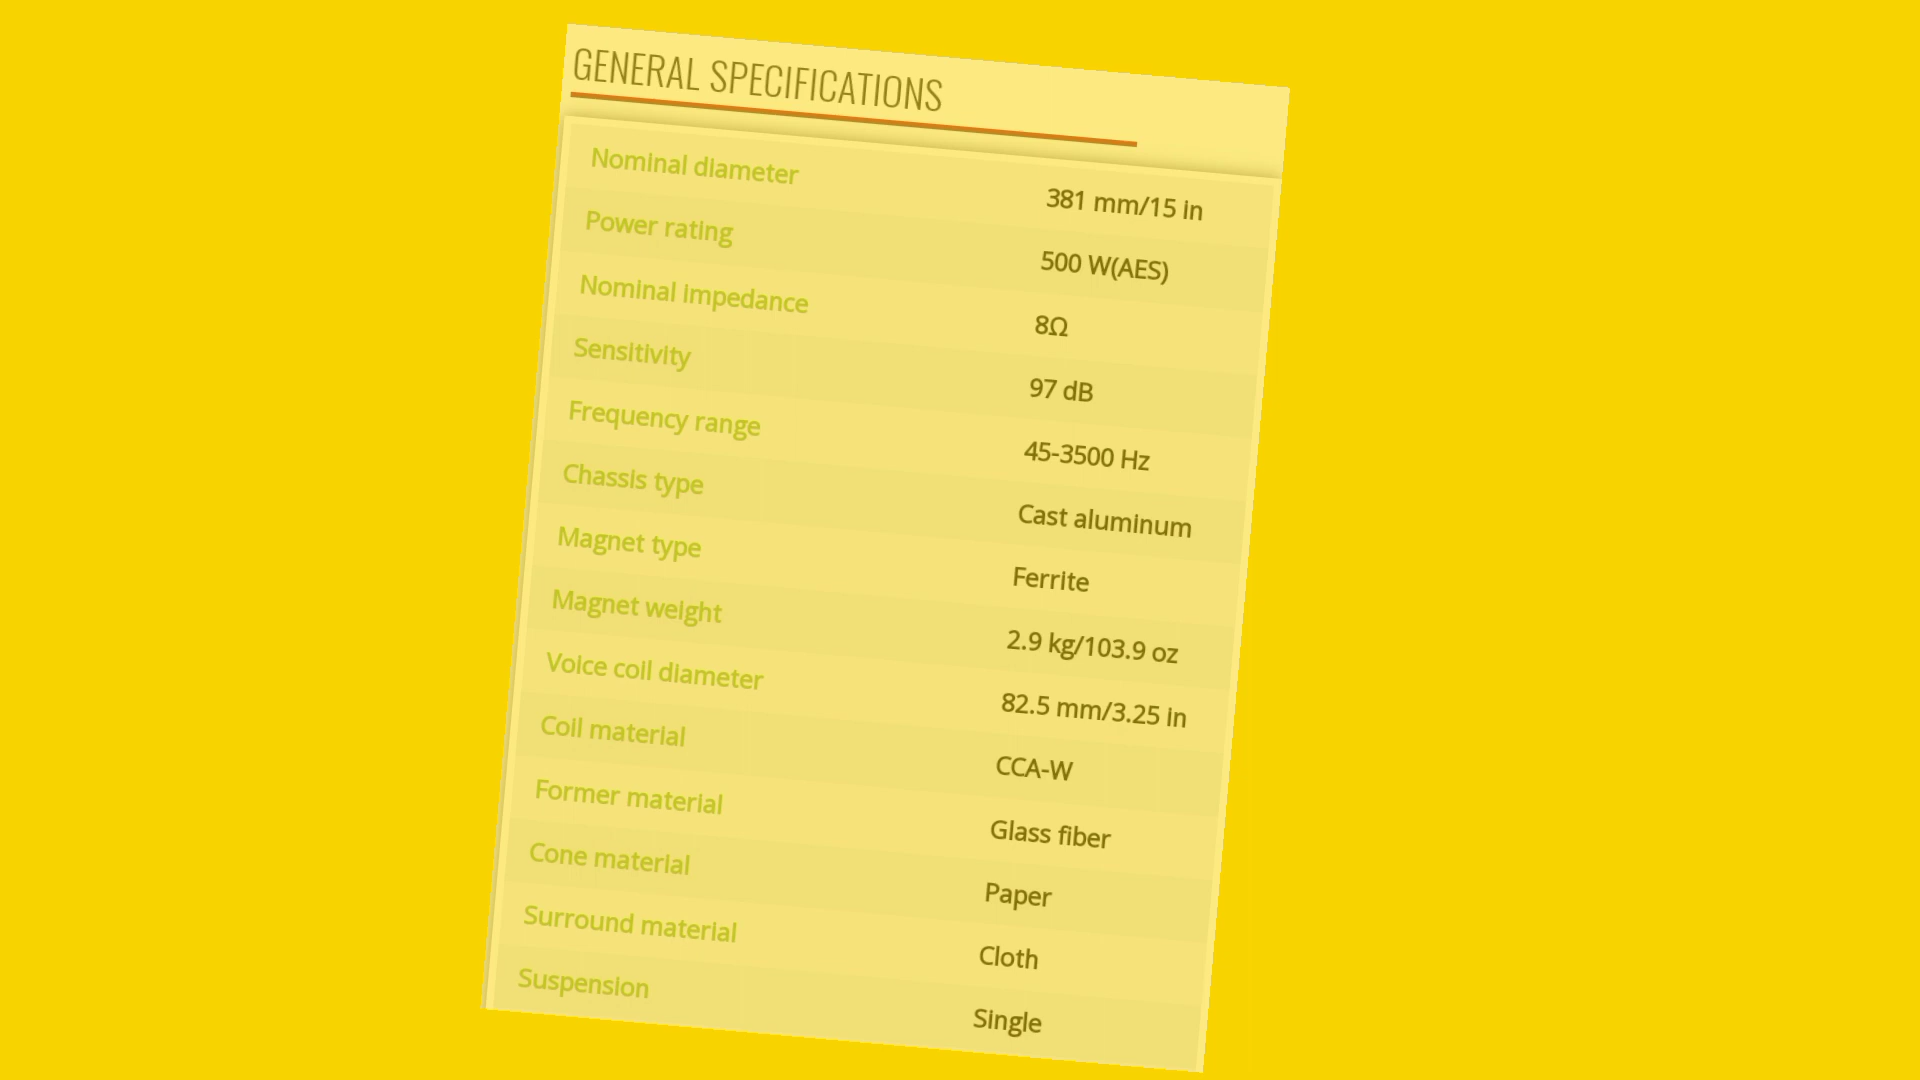 GENERAL SPECIFICATIONS
Nominal diameter 381 mm/15 in
Power rating 500 W(AES)
Nominal impedance 8Ω
Sensitivity 97 dB
Frequency range 45-3500 Hz
Chassis type Cast aluminum
Magnet type Ferrite
Magnet weight 2.9 kg/103.9 oz
Voice coil diameter 82.5 mm/3.25 in
Coil material CCA-W
Former material Glass fiber
Cone material Paper
Surround material Cloth
Suspension Single